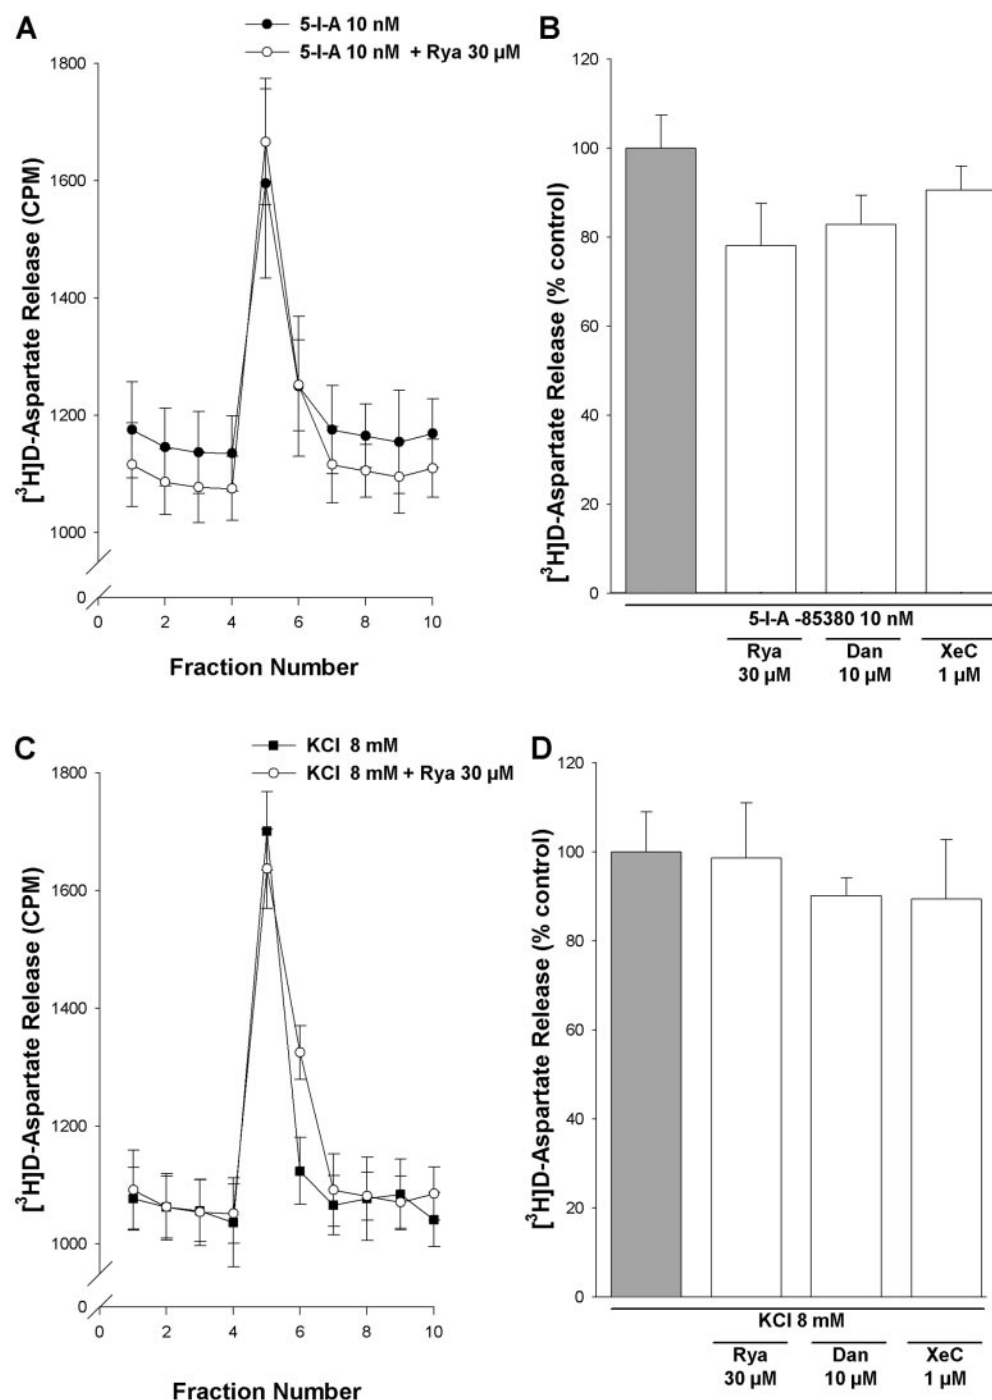 A
5-I-A 10 nM
5-I-A 10 nM + Rya 30 µM
[³H]D-Aspartate Release (CPM)
1800
1600
1400
1200
1000
0
0 2 4 6 8 10
Fraction Number
B
[³H]D-Aspartate Release (% control)
120
100
80
60
40
20
0
5-I-A -85380 10 nM
Rya Dan XeC
30 µM 10 µM 1 µM
C
KCl 8 mM
KCl 8 mM + Rya 30 µM
[³H]D-Aspartate Release (CPM)
1800
1600
1400
1200
1000
0
0 2 4 6 8 10
Fraction Number
D
[³H]D-Aspartate Release (% control)
120
100
80
60
40
20
0
KCl 8 mM
Rya Dan XeC
30 µM 10 µM 1 µM